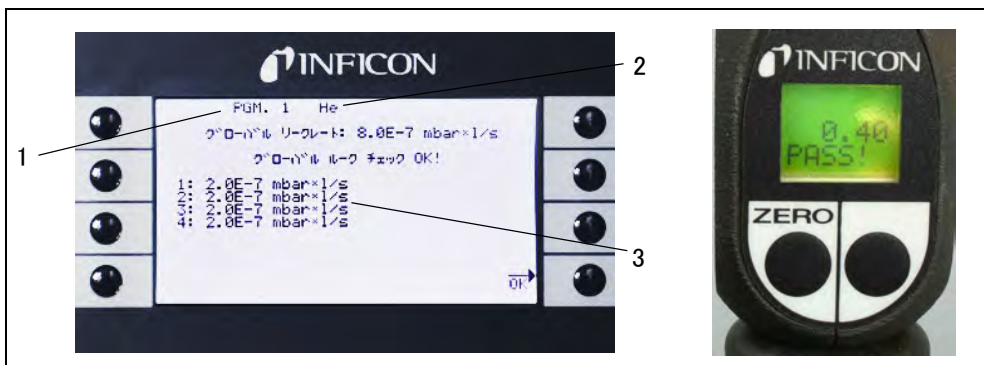 INFICON
PGM. 1 He
グローバル リークレート: 8.0E-7 mbar×l/s
グローバル ルーク チェック OK!
1: 2.0E-7 mbar×l/s
2: 2.0E-7 mbar×l/s
3: 2.0E-7 mbar×l/s
4: 2.0E-7 mbar×l/s
OK
1
2
3
INFICON
0.40
PASS!
ZERO